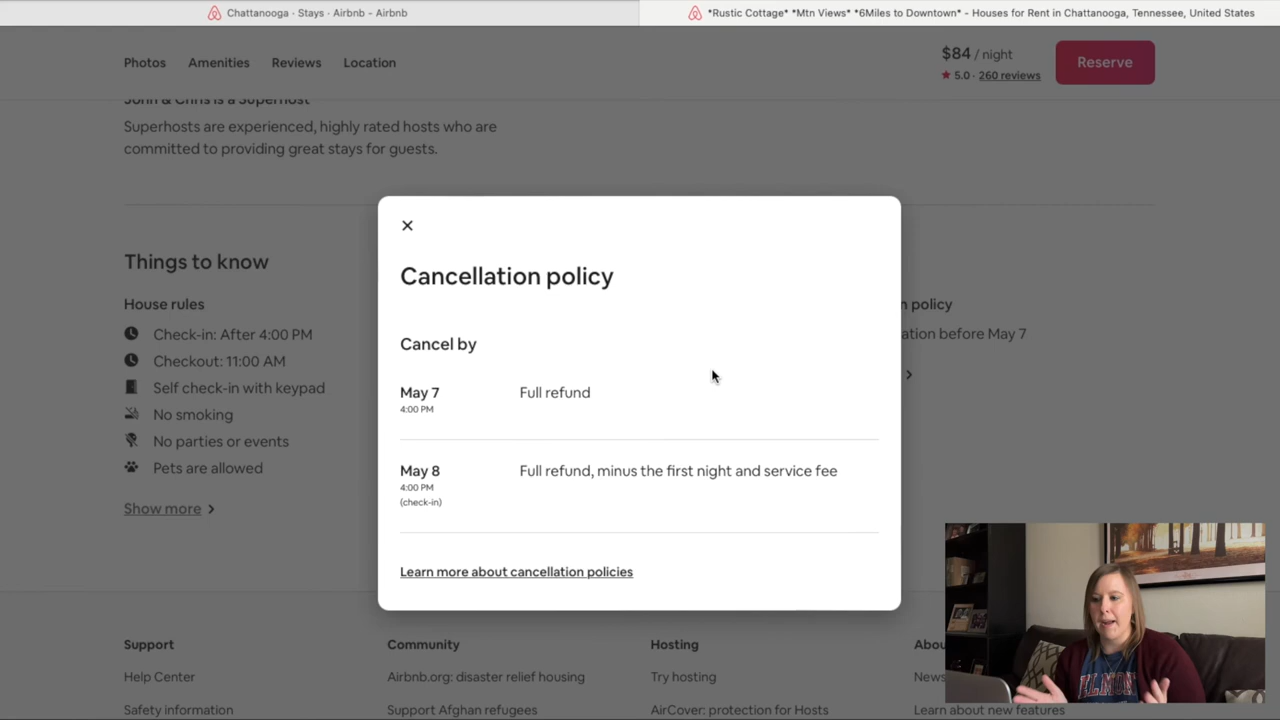 Chattanooga · Stays · Airbnb - Airbnb
*Rustic Cottage* *Mtn Views* *6Miles to Downtown* - Houses for Rent in Chattanooga, Tennessee, United States
Photos Amenities Reviews Location
$84 / night
5.0 · 260 reviews
Reserve
John & Chris is a Superhost
Superhosts are experienced, highly rated hosts who are
committed to providing great stays for guests.
Things to know
House rules
Check-in: After 4:00 PM
Checkout: 11:00 AM
Self check-in with keypad
No smoking
No parties or events
Pets are allowed
Show more
Cancellation policy
Cancel by
May 7
4:00 PM
Full refund
May 8
4:00 PM
(check-in)
Full refund, minus the first night and service fee
Learn more about cancellation policies
n policy
ation before May 7
Support
Help Center
Safety information
Community
Airbnb.org: disaster relief housing
Support Afghan refugees
Hosting
Try hosting
AirCover: protection for Hosts
Abou
News
Learn about new features
ELMON